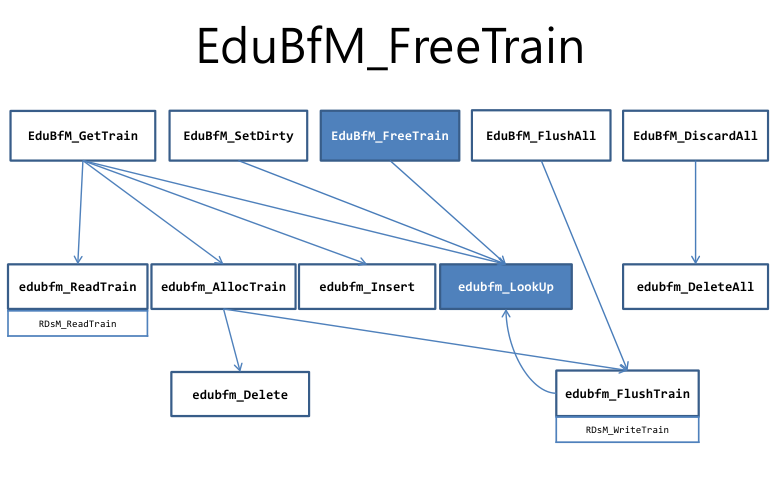 EduBfM_FreeTrain
EduBfM_GetTrain
EduBfM_SetDirty
EduBfM_FreeTrain
EduBfM_FlushAll
EduBfM_DiscardAll
edubfm_ReadTrain
edubfm_AllocTrain
edubfm_Insert
edubfm_LookUp
edubfm_DeleteAll
RDsM_ReadTrain
edubfm_Delete
edubfm_FlushTrain
RDsM_WriteTrain